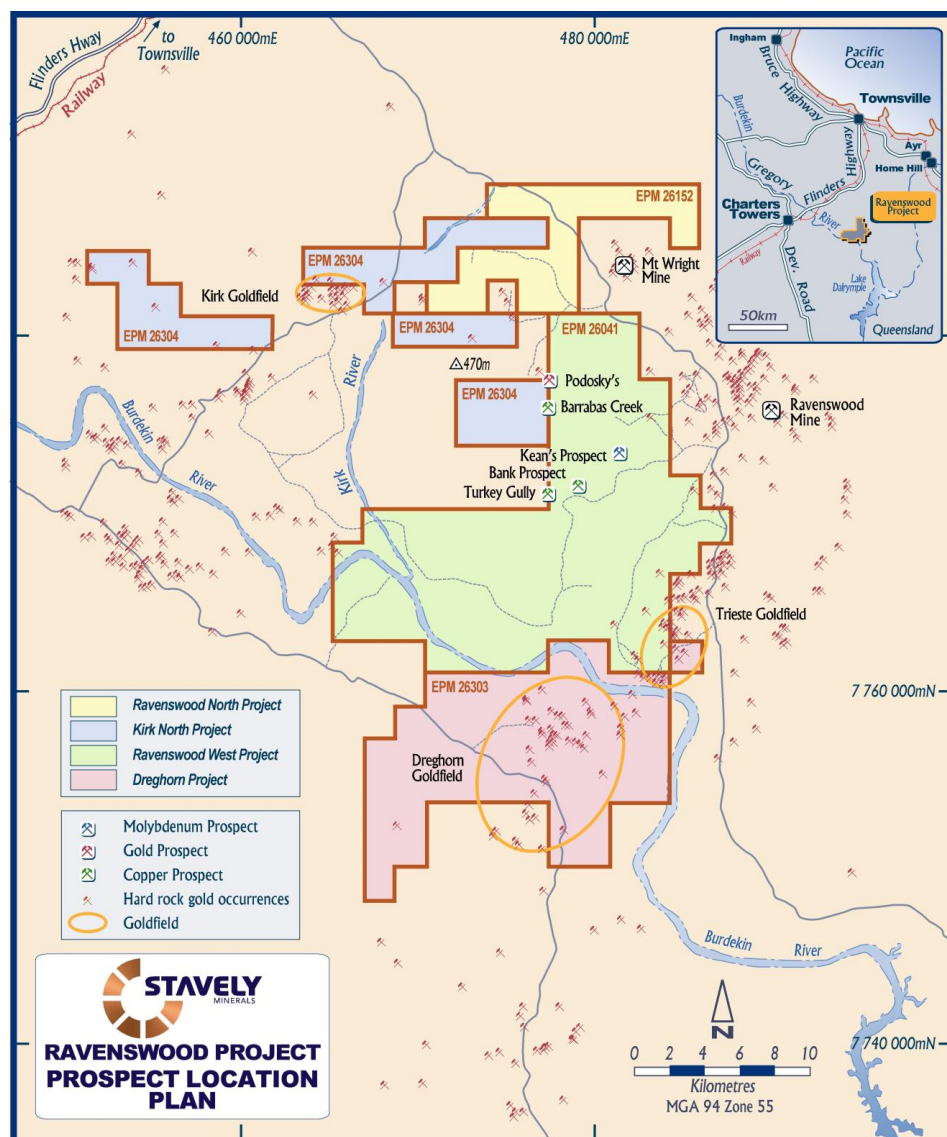 460 000mE
480 000mE
to
Townsville
Flinders Hway
Railway
Ingham
Pacific
Ocean
Bruce Highway
Townsville
Burdekin
Ayr
Home Hill
Gregory
Flinders
Highway
Charters
Towers
River
Ravenswood
Project
Railway
Dev. Road
Lake
Dalrymple
50km
Queensland
EPM 26152
EPM 26304
Mt Wright
Mine
Kirk Goldfield
EPM 26304
EPM 26304
EPM 26041
470m
Podosky's
EPM 26304
Barrabas Creek
Ravenswood
Mine
Kean's Prospect
Bank Prospect
Turkey Gully
Burdekin
River
Kirk
River
Trieste Goldfield
EPM 26303
7 760 000mN
Dreghorn
Goldfield
Ravenswood North Project
Kirk North Project
Ravenswood West Project
Dreghorn Project
Molybdenum Prospect
Gold Prospect
Copper Prospect
Hard rock gold occurrences
Goldfield
Burdekin
River
STAVELY
MINERALS
RAVENSWOOD PROJECT
PROSPECT LOCATION
PLAN
N
0 2 4 6 8 10
Kilometres
MGA 94 Zone 55
7 740 000mN